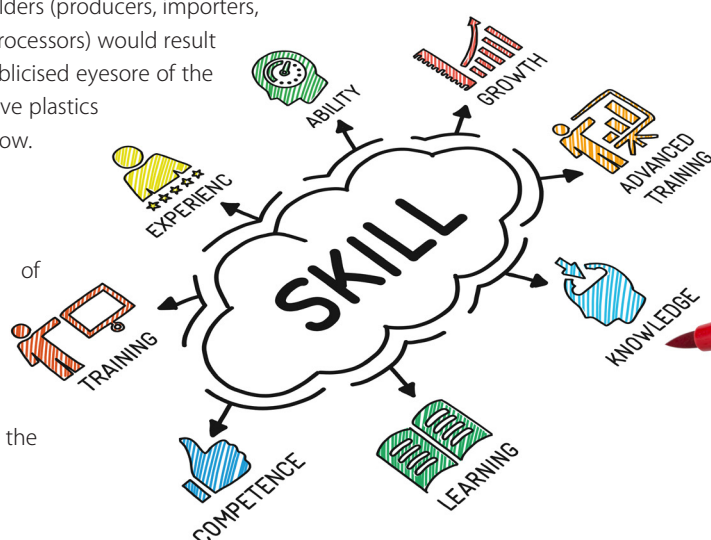 lders (producers, importers,
rocessors) would result
blicised eyesore of the
ve plastics
ow.
of
the
ABILITY
GROWTH
EXPERIENC
ADVANCED
TRAINING
SKILL
KNOWLEDGE
TRAINING
LEARNING
COMPETENCE